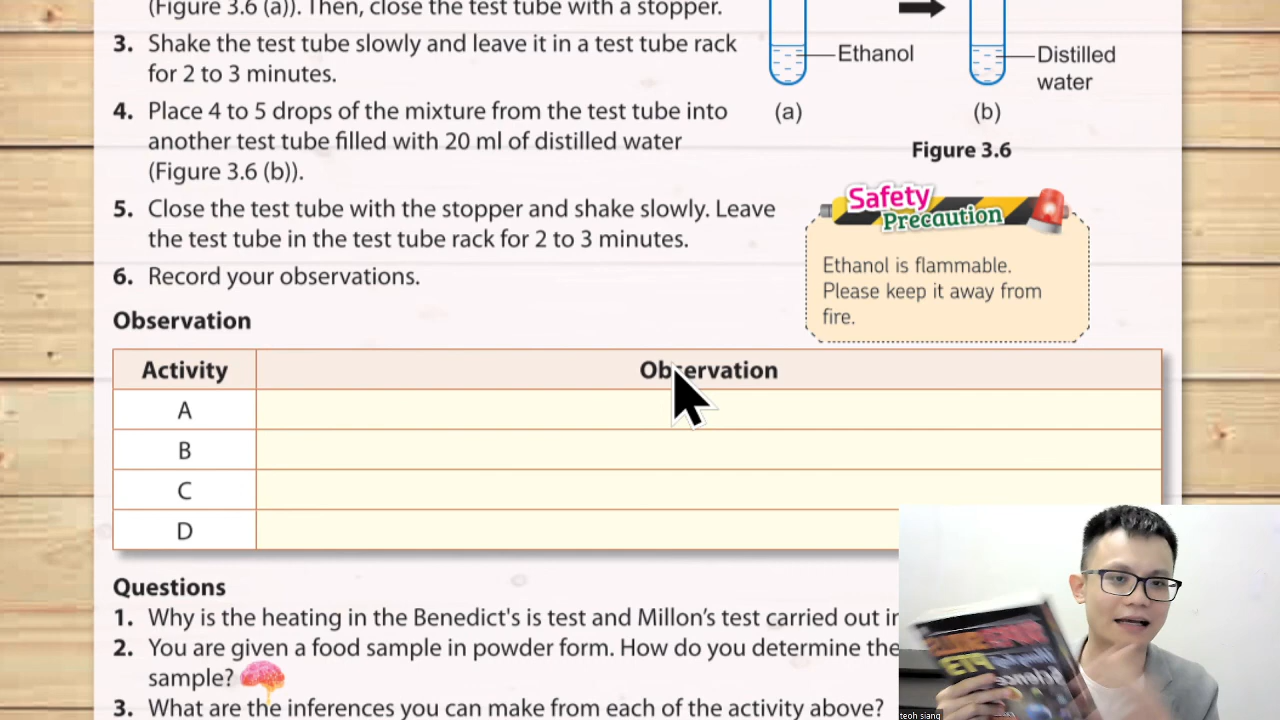 (Figure 3.6 (a)). Then, close the test tube with a stopper.
3. Shake the test tube slowly and leave it in a test tube rack
for 2 to 3 minutes.
4. Place 4 to 5 drops of the mixture from the test tube into
another test tube filled with 20 ml of distilled water
(Figure 3.6 (b)).
5. Close the test tube with the stopper and shake slowly. Leave
the test tube in the test tube rack for 2 to 3 minutes.
6. Record your observations.
Ethanol
Distilled
water
(a)
(b)
Figure 3.6
Safety
Precaution
Ethanol is flammable.
Please keep it away from
fire.
Observation
Activity Observation
A
B
C
D
Questions
1. Why is the heating in the Benedict's is test and Millon's test carried out in
2. You are given a food sample in powder form. How do you determine the
sample?
3. What are the inferences you can make from each of the activity above?
teoh siang
Science